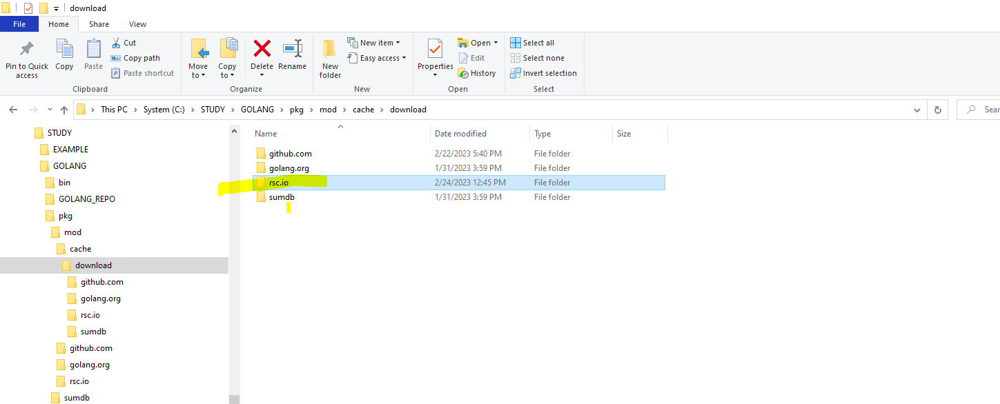 download
File Home Share View
Pin to Quick access
Copy
Paste
Cut
Copy path
Paste shortcut
Clipboard
Move to
Copy to
Delete
Rename
Organize
New folder
New item
Easy access
New
Properties
Open
Edit
History
Open
Select all
Select none
Invert selection
Select
This PC System (C:) STUDY GOLANG pkg mod cache download
Sear
STUDY
EXAMPLE
GOLANG
bin
GOLANG_REPO
pkg
mod
cache
download
github.com
golang.org
rsc.io
sumdb
github.com
golang.org
rsc.io
sumdb
Name Date modified Type Size
github.com 2/22/2023 5:40 PM File folder
golang.org 1/31/2023 3:59 PM File folder
rsc.io 2/24/2023 12:45 PM File folder
sumdb 1/31/2023 3:59 PM File folder